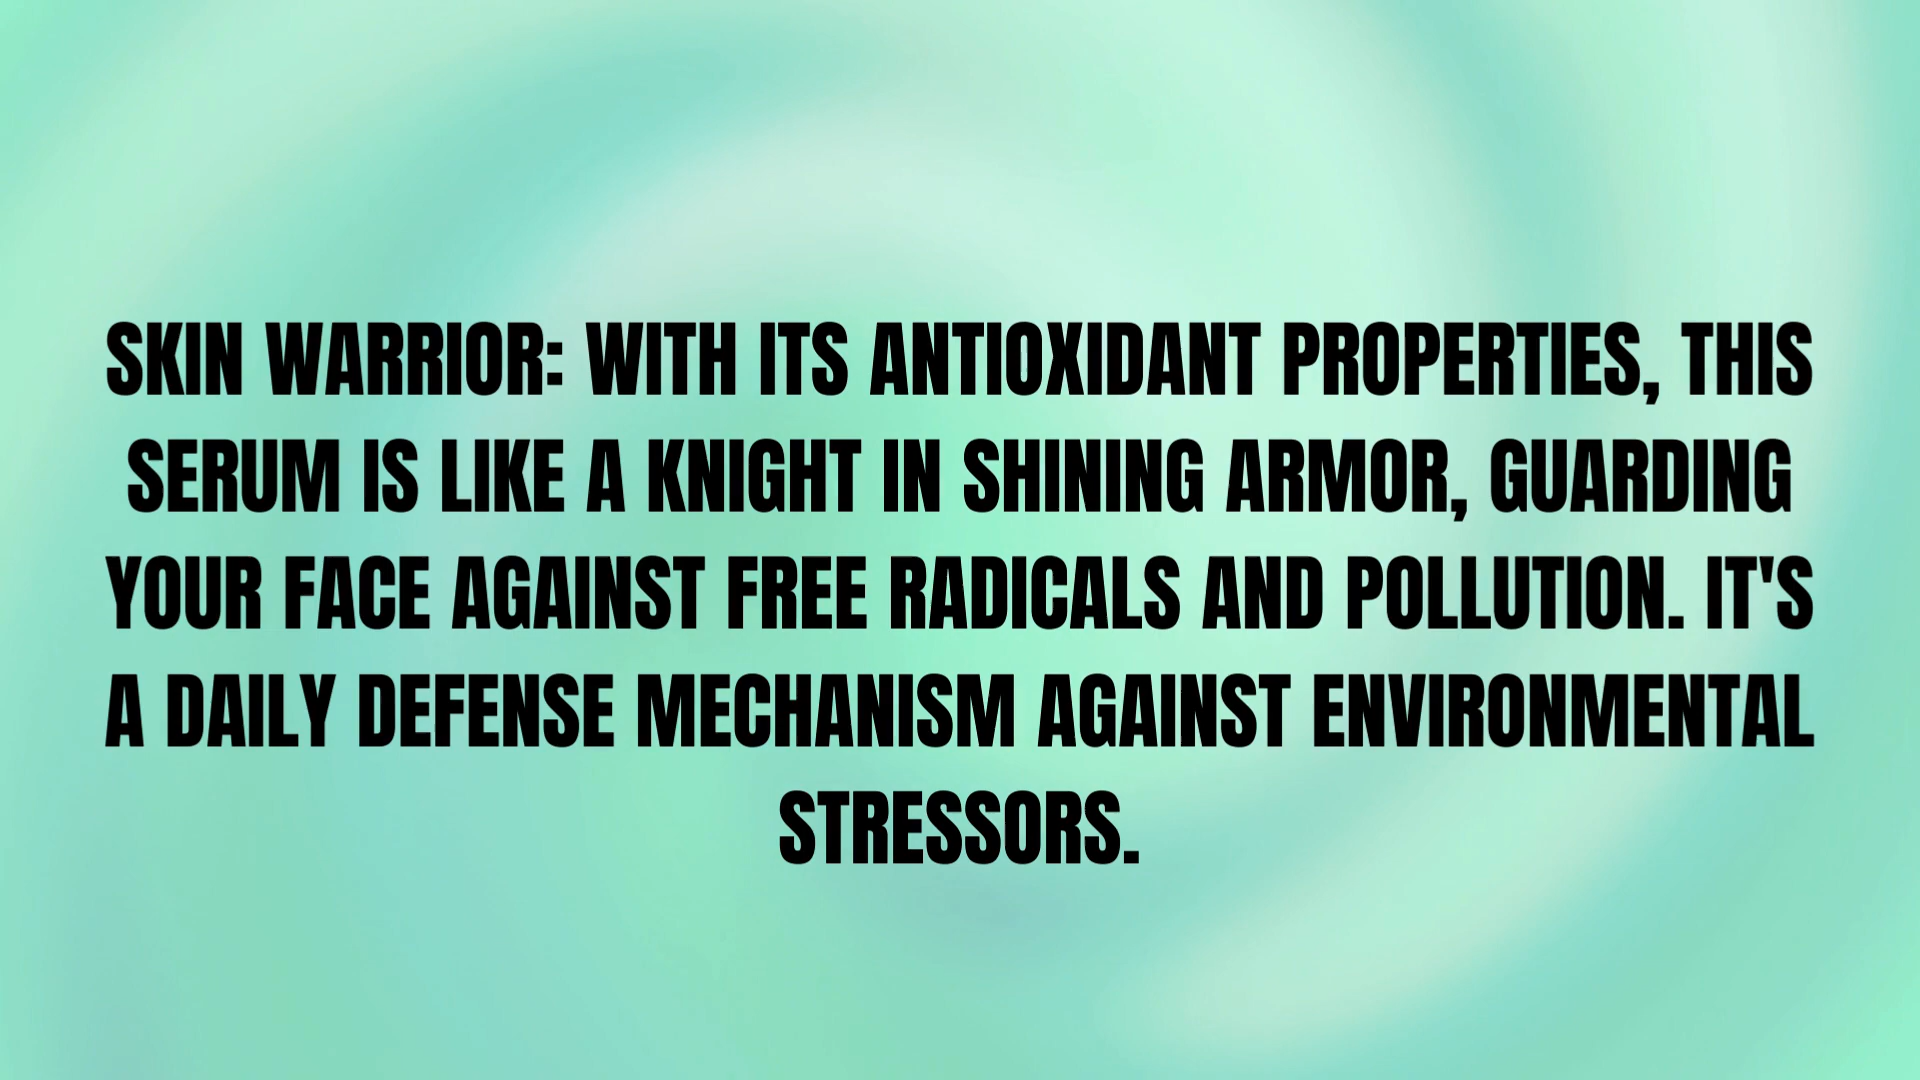 SKIN WARRIOR: WITH ITS ANTIOXIDANT PROPERTIES, THIS
SERUM IS LIKE A KNIGHT IN SHINING ARMOR, GUARDING
YOUR FACE AGAINST FREE RADICALS AND POLLUTION. IT'S
A DAILY DEFENSE MECHANISM AGAINST ENVIRONMENTAL
STRESSORS.